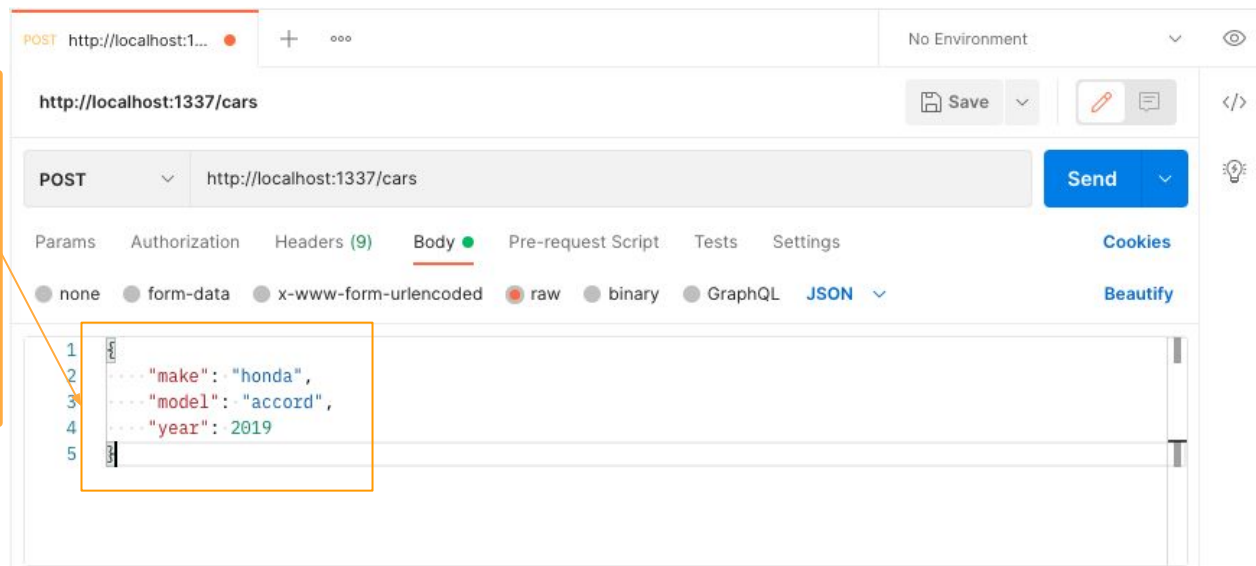 POST http://localhost:1... No Environment
http://localhost:1337/cars Save
POST http://localhost:1337/cars Send
Params Authorization Headers (9) Body Pre-request Script Tests Settings Cookies
none form-data x-www-form-urlencoded raw binary GraphQL JSON Beautify
1 {
2 "make": "honda",
3 "model": "accord",
4 "year": 2019
5 }